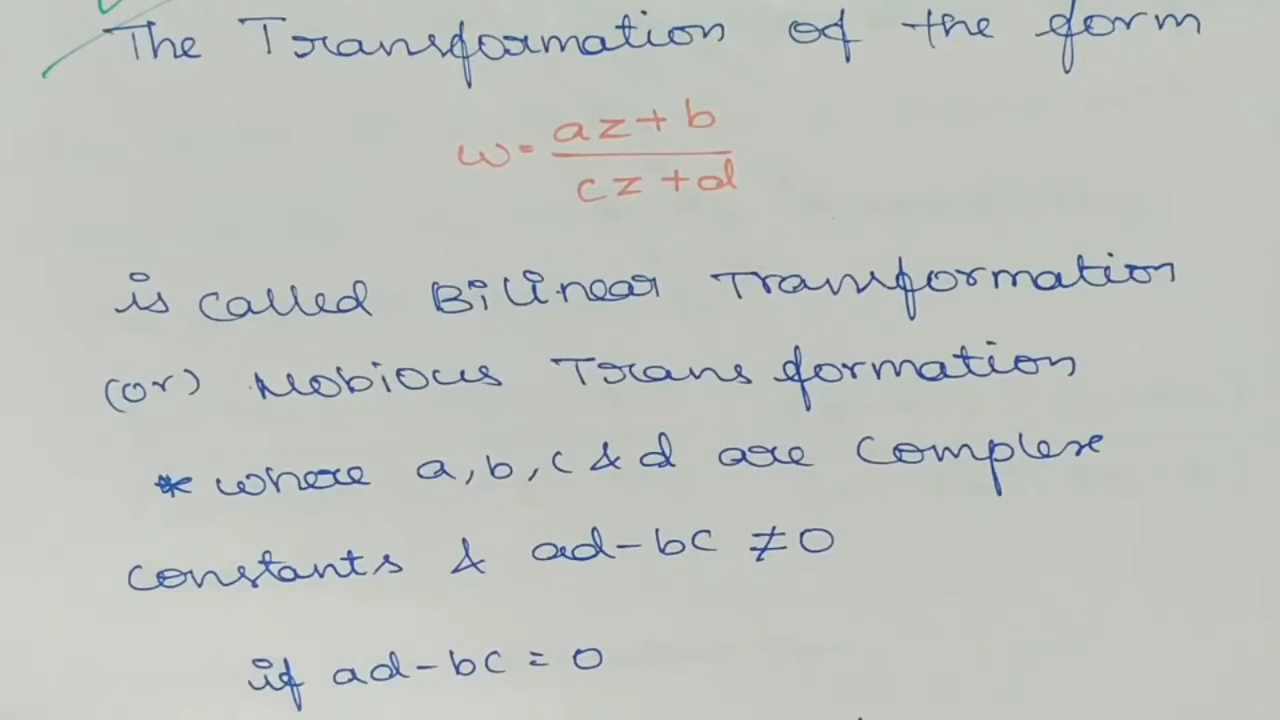 The Transformation of the form
w = az + b / cz + d
is called Bilinear Transformation
(or) Mobious Transformation
* where a, b, c & d are complex
constants & ad - bc ≠ 0
if ad - bc = 0